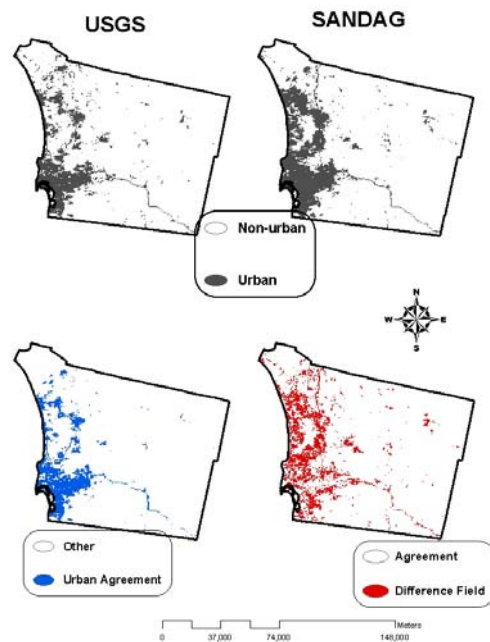 USGS
SANDAG
Non-urban
Urban
N
W E
S
Other
Urban Agreement
Agreement
Difference Field
Meters
0 37,000 74,000 148,000